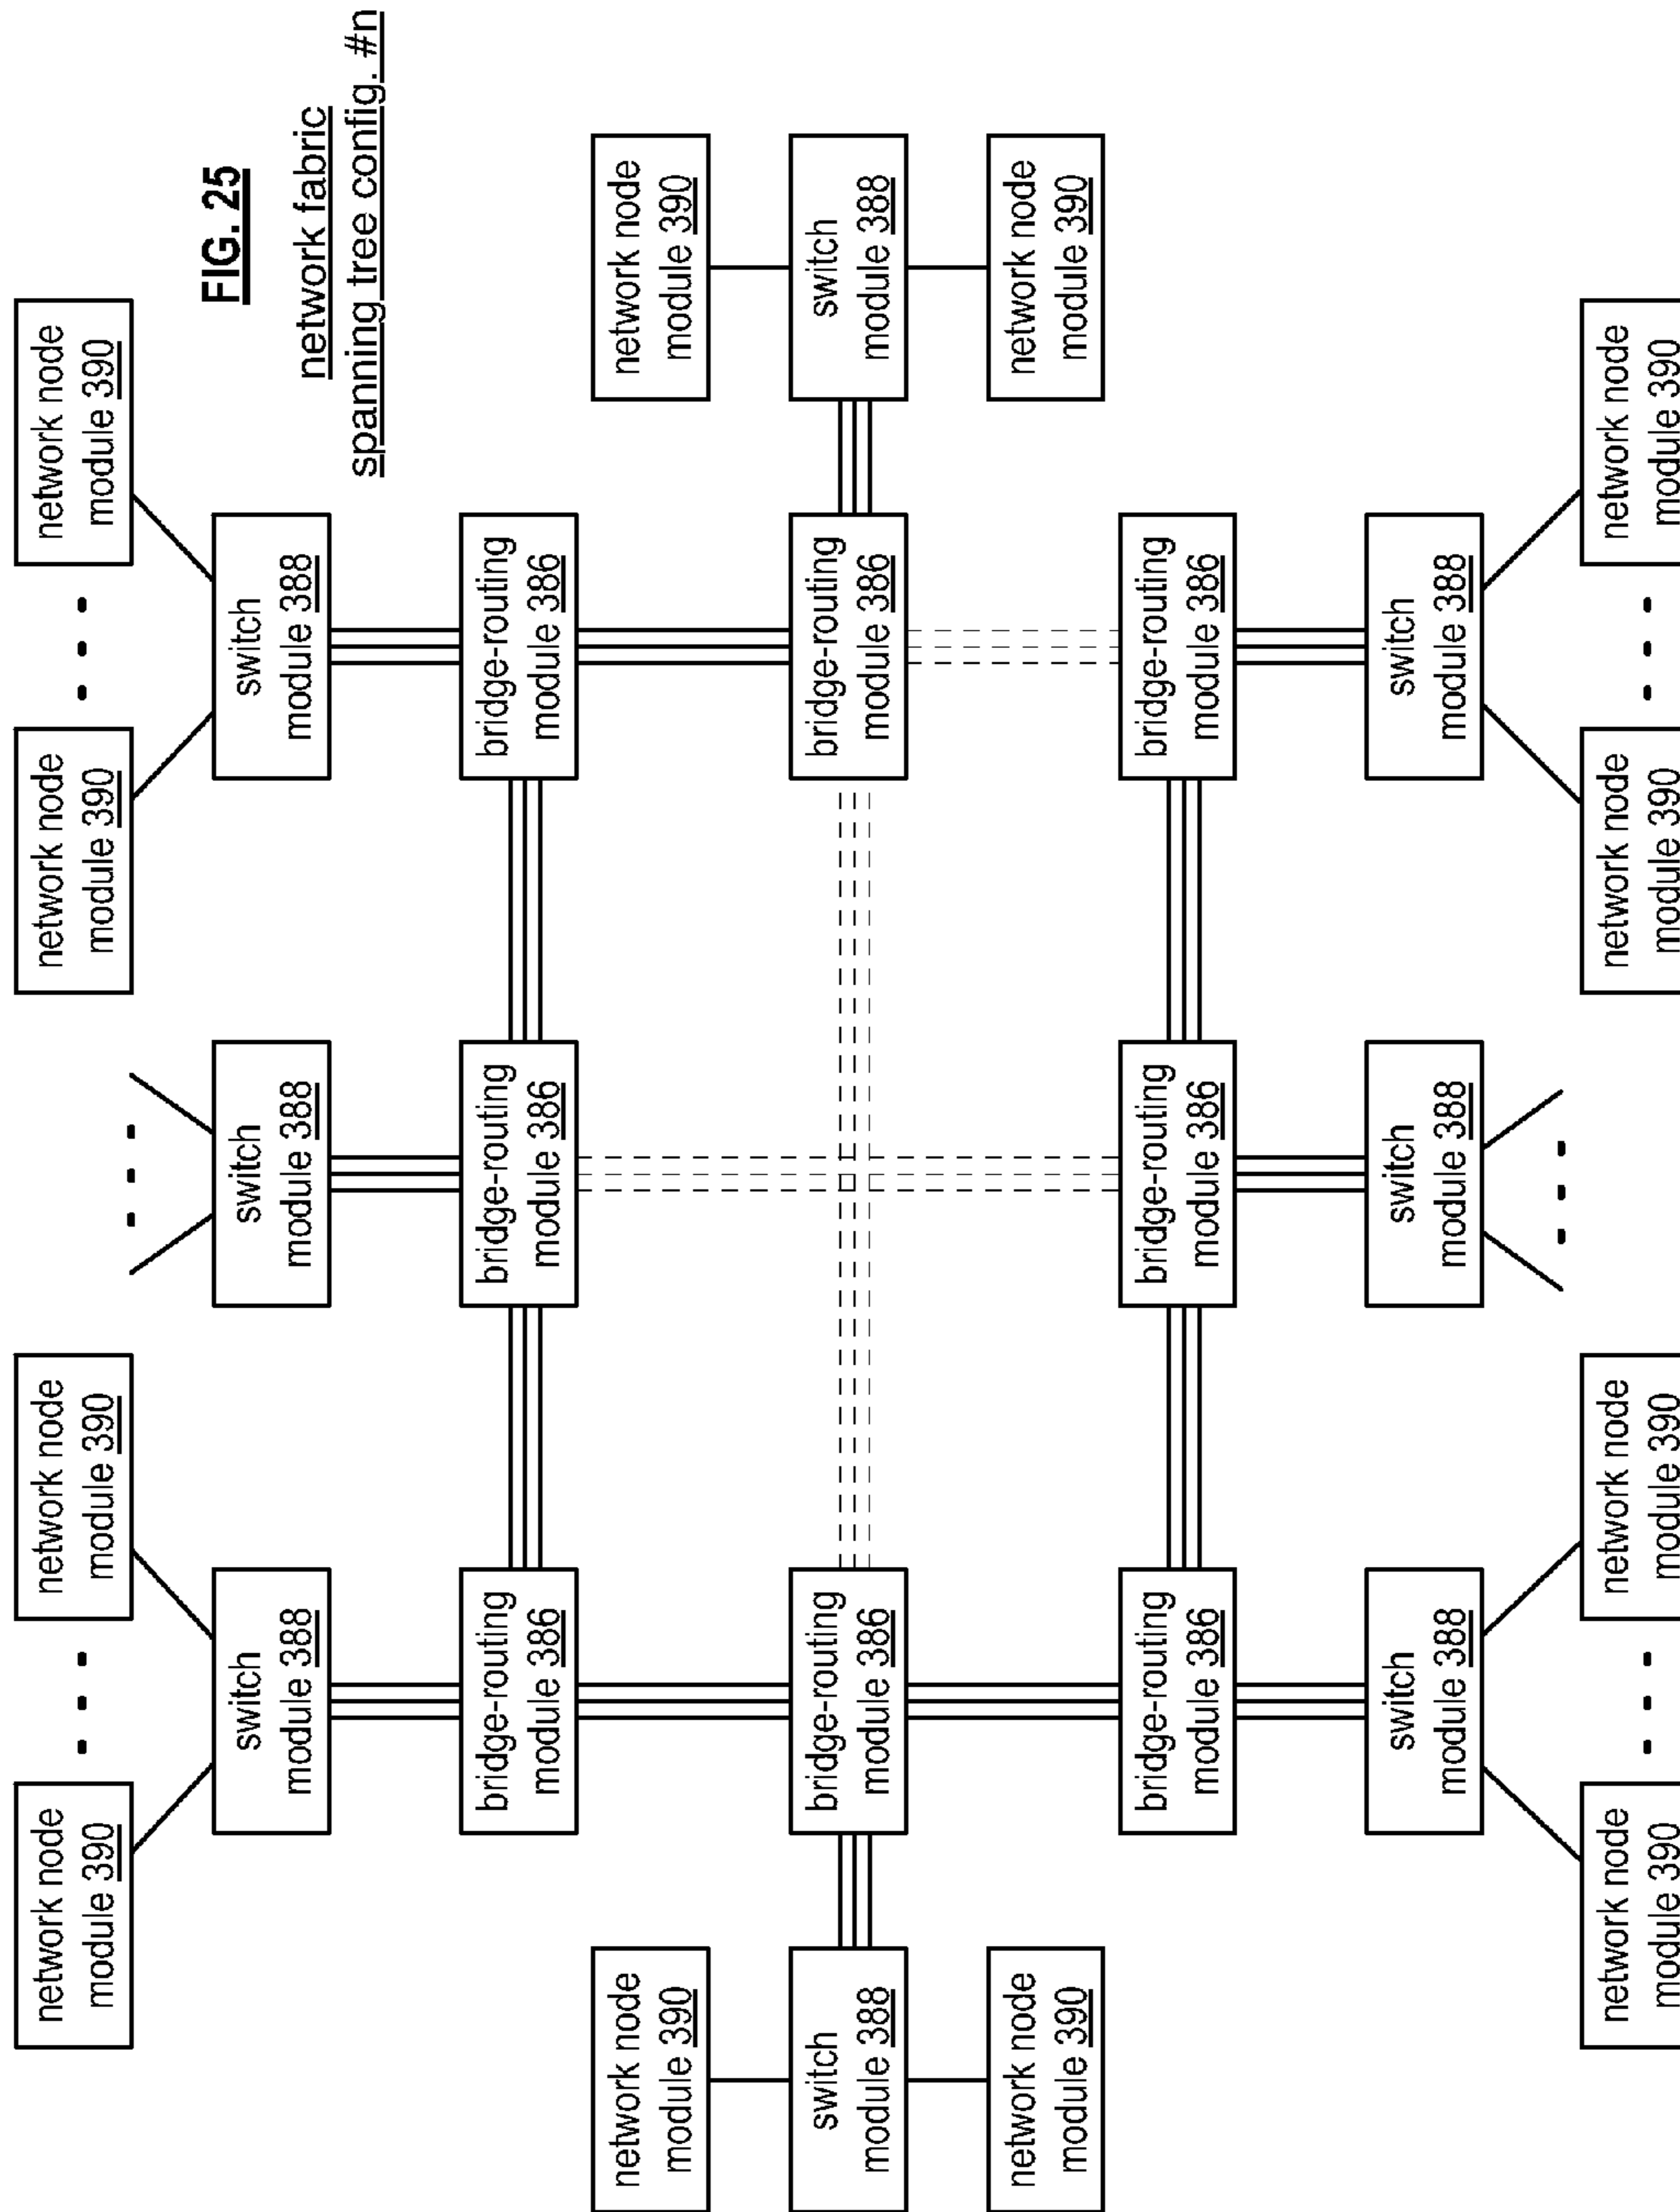 network node
module 390
network node
module 390
network node
module 390
network node
module 390
FIG. 25
network fabric
spanning tree config. #n
switch
module 388
switch
module 388
switch
module 388
bridge-routing
module 386
bridge-routing
module 386
bridge-routing
module 386
network node
module 390
network node
module 390
switch
module 388
bridge-routing
module 386
bridge-routing
module 386
switch
module 388
network node
module 390
network node
module 390
bridge-routing
module 386
bridge-routing
module 386
bridge-routing
module 386
switch
module 388
switch
module 388
switch
module 388
network node
module 390
network node
module 390
network node
module 390
network node
module 390